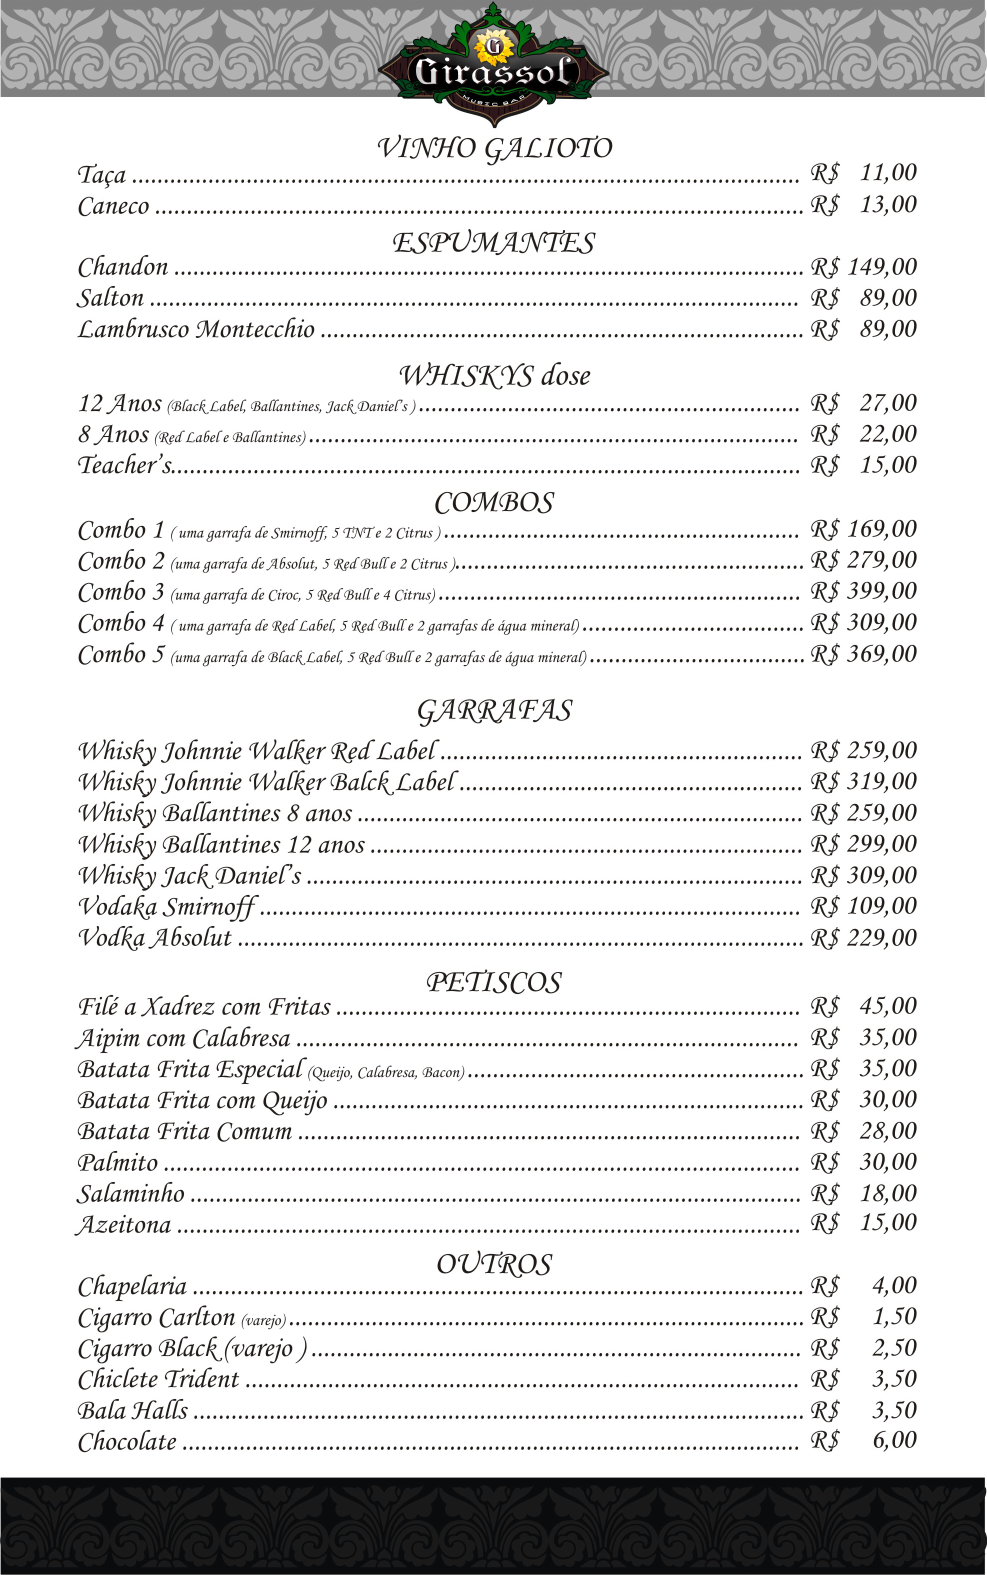 G
Girassol
MUSIC BAR
VINHO GALIOTO
Taça ........ R$ 11,00
Caneco ........ R$ 13,00
ESPUMANTES
Chandon ........ R$ 149,00
Salton ........ R$ 89,00
Lambrusco Montecchio ........ R$ 89,00
WHISKYS dose
12 Anos (Black Label, Ballantines, Jack Daniel's ) ........ R$ 27,00
8 Anos (Red Label e Ballantines) ........ R$ 22,00
Teacher's........ R$ 15,00
COMBOS
Combo 1 ( uma garrafa de Smirnoff, 5 TNT e 2 Citrus ) ........ R$ 169,00
Combo 2 (uma garrafa de Absolut, 5 Red Bull e 2 Citrus )........ R$ 279,00
Combo 3 (uma garrafa de Ciroc, 5 Red Bull e 4 Citrus) ........ R$ 399,00
Combo 4 ( uma garrafa de Red Label, 5 Red Bull e 2 garrafas de água mineral) ........ R$ 309,00
Combo 5 (uma garrafa de Black Label, 5 Red Bull e 2 garrafas de água mineral) ........ R$ 369,00
GARRAFAS
Whisky Johnnie Walker Red Label ........ R$ 259,00
Whisky Johnnie Walker Balck Label ........ R$ 319,00
Whisky Ballantines 8 anos ........ R$ 259,00
Whisky Ballantines 12 anos ........ R$ 299,00
Whisky Jack Daniel's ........ R$ 309,00
Vodaka Smirnoff ........ R$ 109,00
Vodka Absolut ........ R$ 229,00
PETISCOS
Filé a Xadrez com Fritas ........ R$ 45,00
Aipim com Calabresa ........ R$ 35,00
Batata Frita Especial (Queijo, Calabresa, Bacon) ........ R$ 35,00
Batata Frita com Queijo ........ R$ 30,00
Batata Frita Comum ........ R$ 28,00
Palmito ........ R$ 30,00
Salaminho ........ R$ 18,00
Azeitona ........ R$ 15,00
OUTROS
Chapelaria ........ R$ 4,00
Cigarro Carlton (varejo) ........ R$ 1,50
Cigarro Black (varejo ) ........ R$ 2,50
Chiclete Trident ........ R$ 3,50
Bala Halls ........ R$ 3,50
Chocolate ........ R$ 6,00